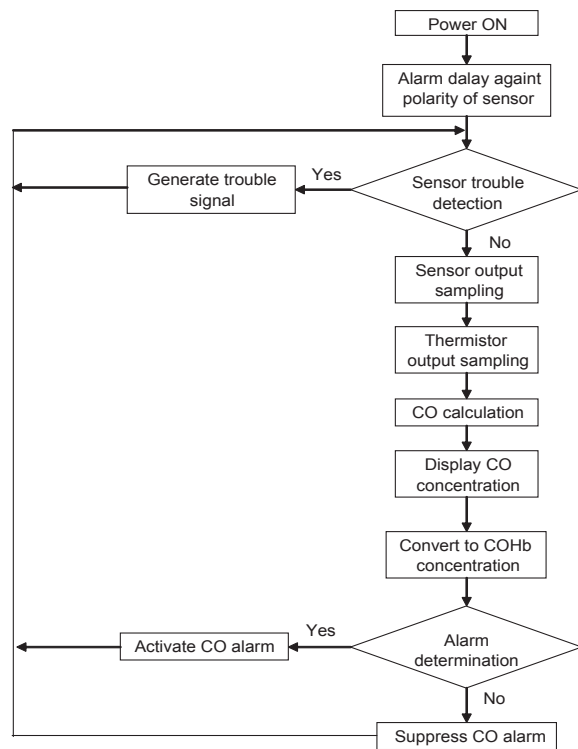 Power ON
Alarm dalay againt
polarity of sensor
Sensor trouble
detection
Yes
Generate trouble
signal
No
Sensor output
sampling
Thermistor
output sampling
CO calculation
Display CO
concentration
Convert to COHb
concentration
Alarm
determination
Yes
Activate CO alarm
No
Suppress CO alarm